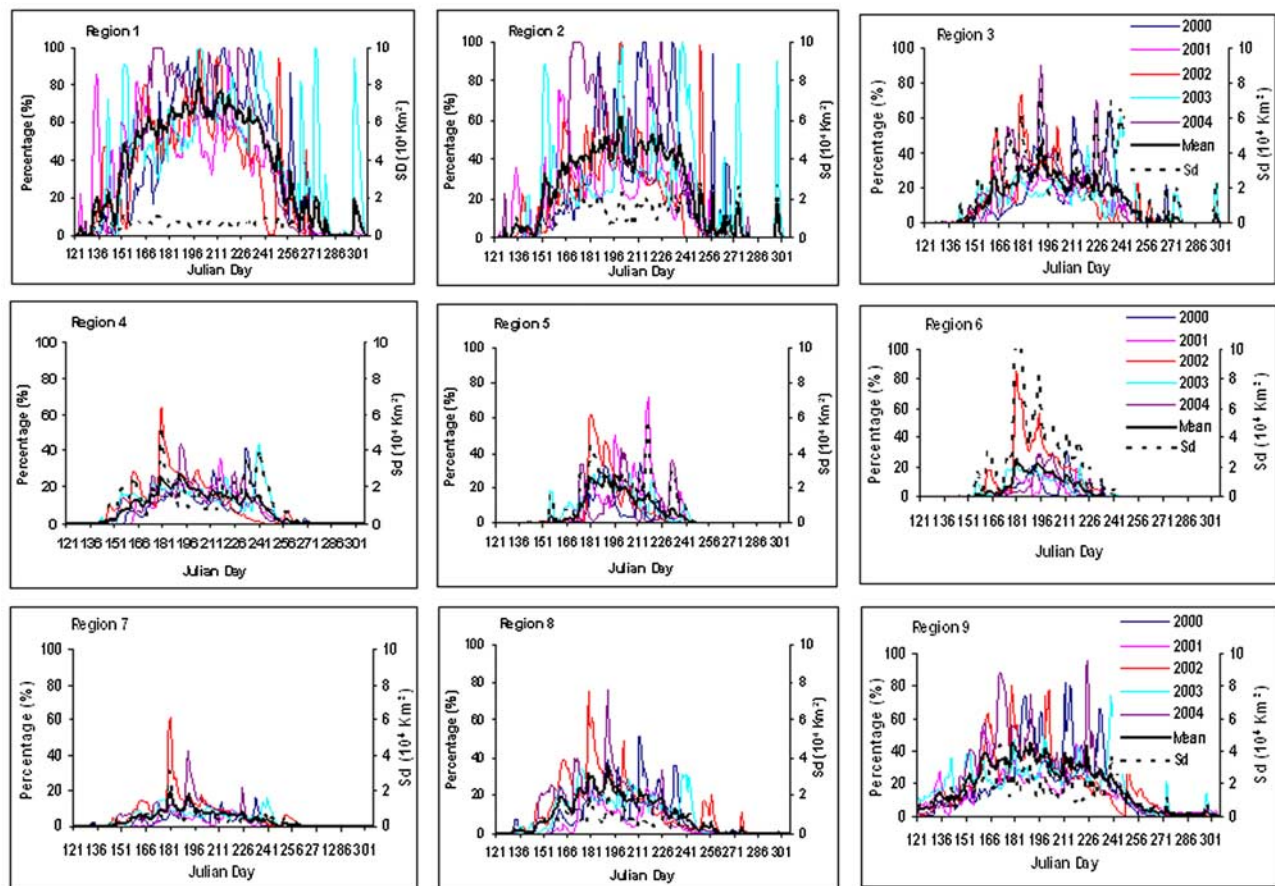 Region 1
Percentage (%)
100
80
60
40
20
0
10
8
6
4
2
0
SD (10⁴ Km²)
121 136 151 166 181 196 211 226 241 256 271 286 301
Julian Day
Region 2
Percentage (%)
100
80
60
40
20
0
10
8
6
4
2
0
Sd (10⁴ Km²)
121 136 151 166 181 196 211 226 241 256 271 286 301
Julian Day
Region 3
Percentage (%)
100
80
60
40
20
0
10
8
6
4
2
0
Sd (10⁴ Km²)
2000
2001
2002
2003
2004
Mean
Sd
121 136 151 166 181 196 211 226 241 256 271 286 301
Julian Day
Region 4
Percentage (%)
100
80
60
40
20
0
10
8
6
4
2
0
Sd (10⁴ Km²)
121 136 151 166 181 196 211 226 241 256 271 286 301
Julian Day
Region 5
Percentage (%)
100
80
60
40
20
0
10
8
6
4
2
0
Sd (10⁴ Km²)
121 136 151 166 181 196 211 226 241 256 271 286 301
Julian Day
Region 6
Percentage (%)
100
80
60
40
20
0
10
8
6
4
2
0
Sd (10⁴ Km²)
2000
2001
2002
2003
2004
Mean
Sd
121 136 151 166 181 196 211 226 241 256 271 286 301
Julian Day
Region 7
Percentage (%)
100
80
60
40
20
0
10
8
6
4
2
0
Sd (10⁴ Km²)
121 136 151 166 181 196 211 226 241 256 271 286 301
Julian Day
Region 8
Percentage (%)
100
80
60
40
20
0
10
8
6
4
2
0
Sd (10⁴ Km²)
121 136 151 166 181 196 211 226 241 256 271 286 301
Julian Day
Region 9
Percentage (%)
100
80
60
40
20
0
10
8
6
4
2
0
Sd (10⁴ Km²)
2000
2001
2002
2003
2004
Mean
Sd
121 136 151 166 181 196 211 226 241 256 271 286 301
Julian Day